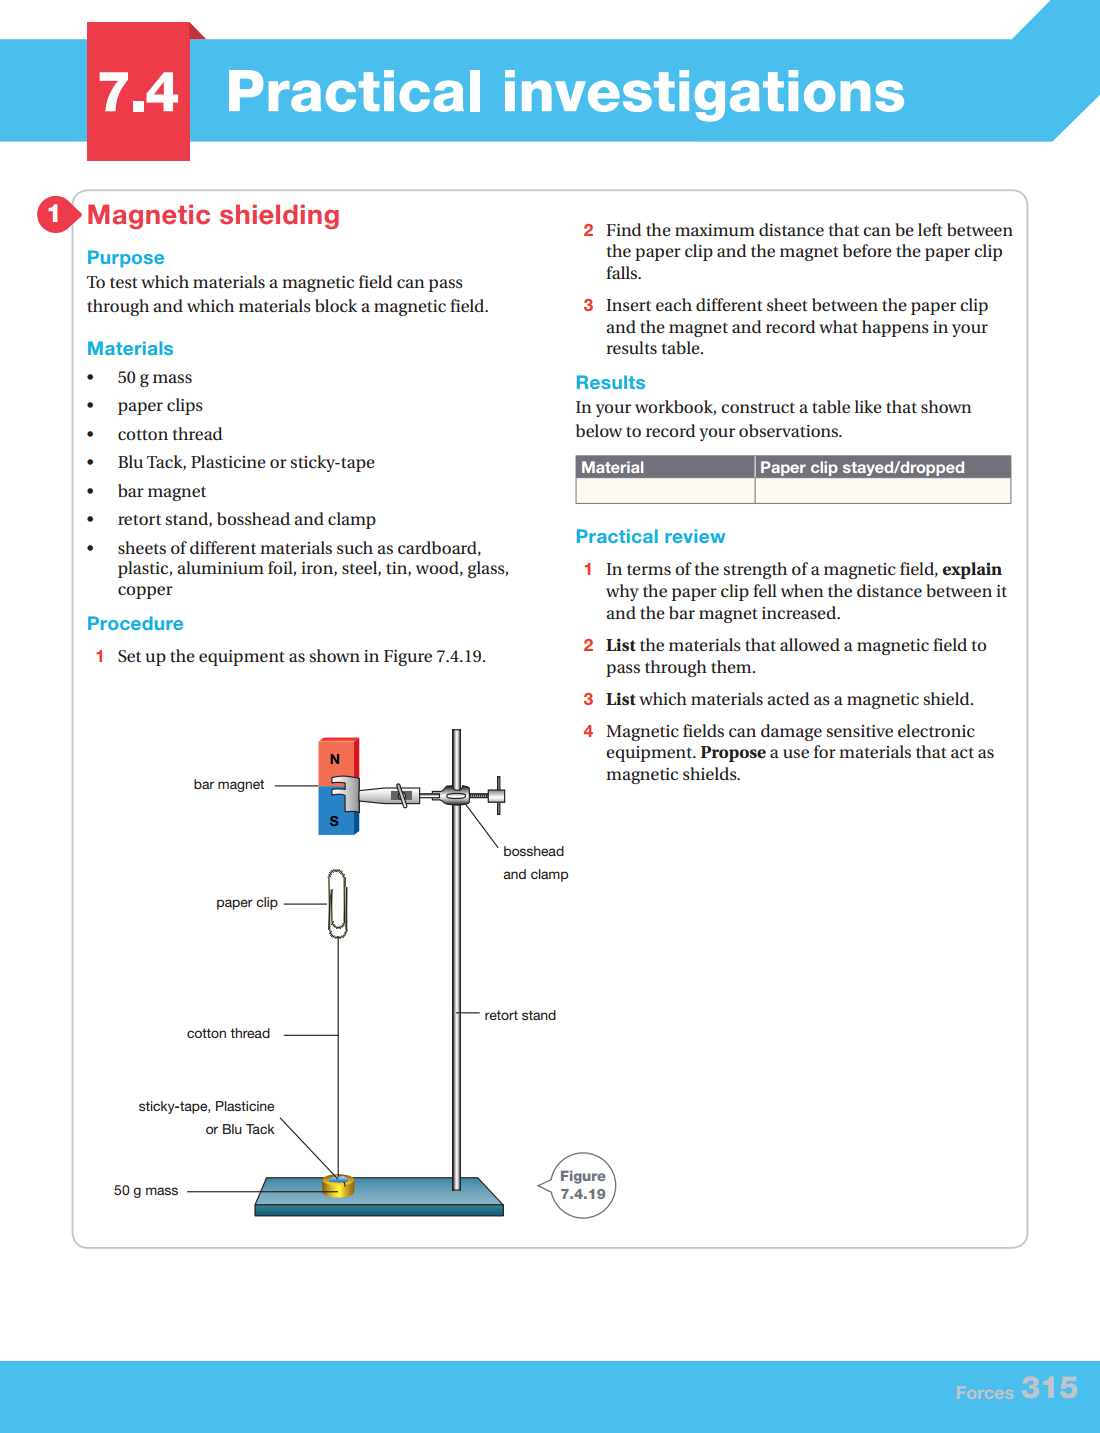 7.4 Practical investigations
1 Magnetic shielding
Purpose
To test which materials a magnetic field can pass
through and which materials block a magnetic field.
Materials
• 50 g mass
• paper clips
• cotton thread
• Blu Tack, Plasticine or sticky-tape
• bar magnet
• retort stand, bosshead and clamp
• sheets of different materials such as cardboard,
plastic, aluminium foil, iron, steel, tin, wood, glass,
copper
Procedure
1 Set up the equipment as shown in Figure 7.4.19.
N
bar magnet
S
bosshead
and clamp
paper clip
retort stand
cotton thread
sticky-tape, Plasticine
or Blu Tack
50 g mass
Figure
7.4.19
2 Find the maximum distance that can be left between
the paper clip and the magnet before the paper clip
falls.
3 Insert each different sheet between the paper clip
and the magnet and record what happens in your
results table.
Results
In your workbook, construct a table like that shown
below to record your observations.
Material Paper clip stayed/dropped
Practical review
1 In terms of the strength of a magnetic field, explain
why the paper clip fell when the distance between it
and the bar magnet increased.
2 List the materials that allowed a magnetic field to
pass through them.
3 List which materials acted as a magnetic shield.
4 Magnetic fields can damage sensitive electronic
equipment. Propose a use for materials that act as
magnetic shields.
Forces 315